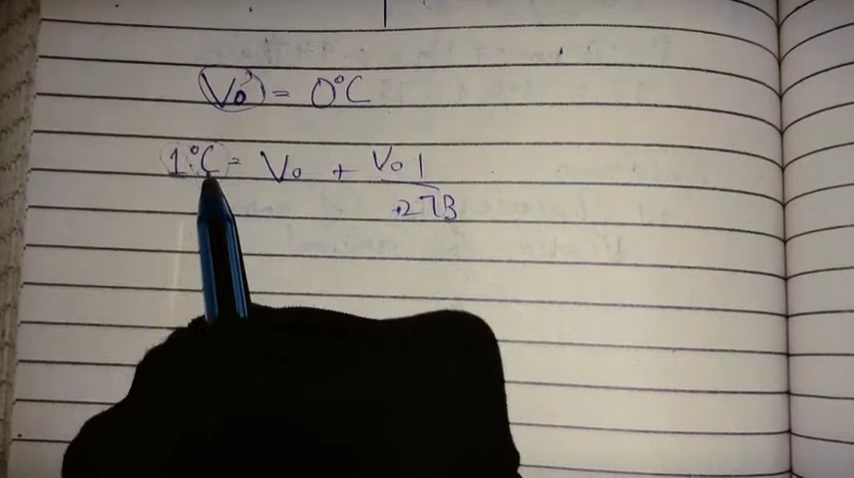 V₀ = 0°C
1°C = V₀ + V₀ 1
273